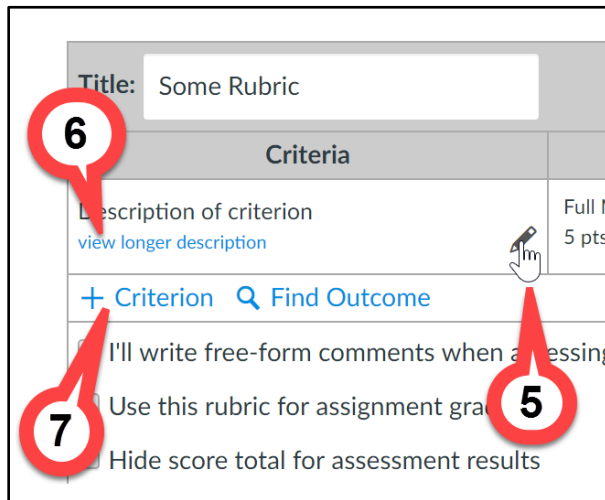 Title: Some Rubric
6
Criteria
Description of criterion
Full
view longer description
5 pts
+ Criterion Find Outcome
I'll write free-form comments when assessing
Use this rubric for assignment
5
7
Hide score total for assessment results